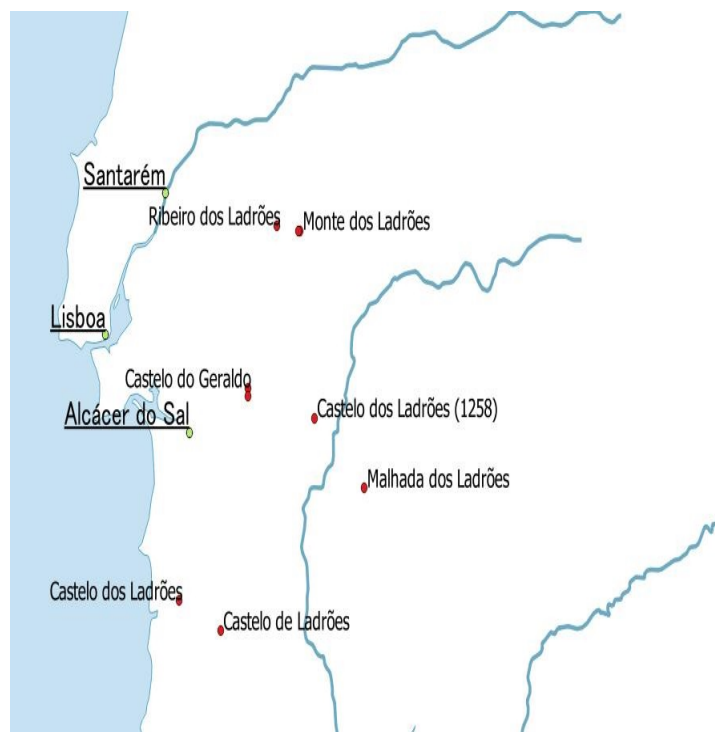 Santarém
Ribeiro dos Ladrões
Monte dos Ladrões
Lisboa
Castelo do Geraldo
Alcácer do Sal
Castelo dos Ladrões (1258)
Malhada dos Ladrões
Castelo dos Ladrões
Castelo de Ladrões